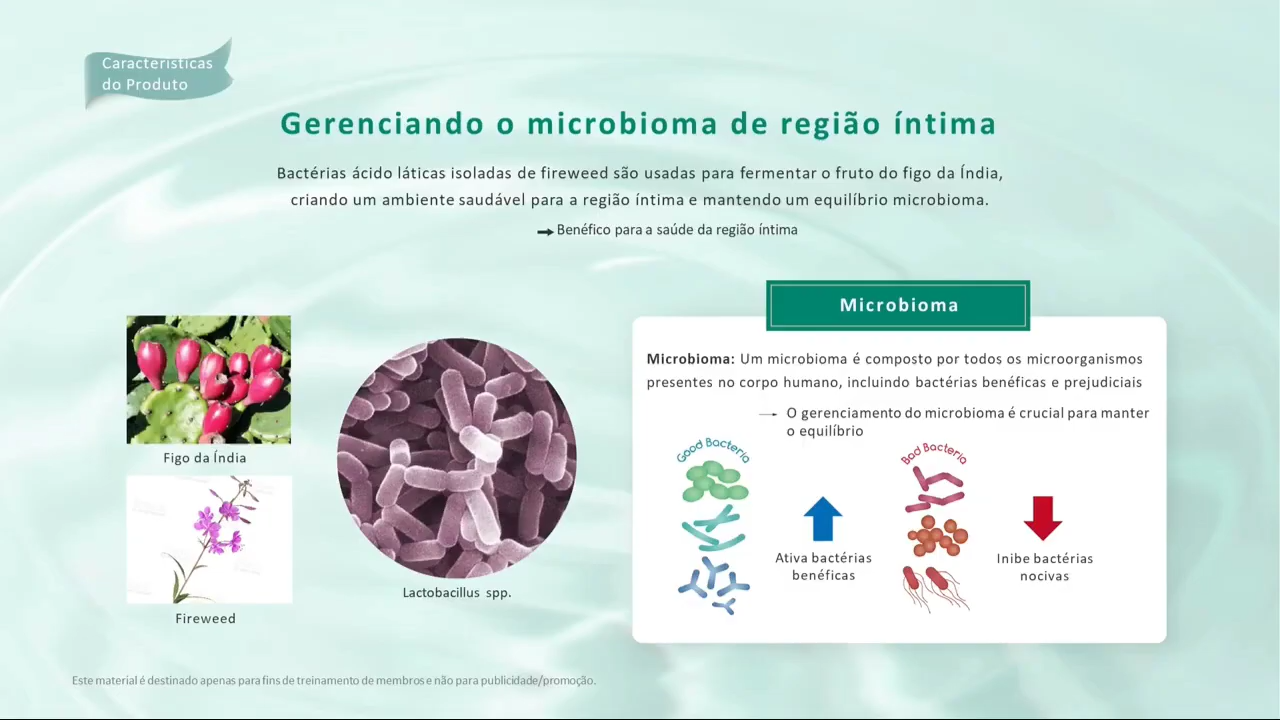 Características
do Produto
Gerenciando o microbioma de região íntima
Bactérias ácido láticas isoladas de fireweed são usadas para fermentar o fruto do figo da Índia,
criando um ambiente saudável para a região íntima e mantendo um equilíbrio microbioma.
Benéfico para a saúde da região íntima
Figo da Índia
Fireweed
Lactobacillus spp.
Microbioma
Microbioma: Um microbioma é composto por todos os microorganismos
presentes no corpo humano, incluindo bactérias benéficas e prejudiciais
O gerenciamento do microbioma é crucial para manter
o equilíbrio
Good Bacteria
Bad Bacteria
Ativa bactérias
benéficas
Inibe bactérias
nocivas
Este material é destinado apenas para fins de treinamento de membros e não para publicidade/promoção.